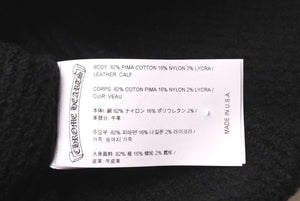 BODY: 82% PIMA COTTON 16% NYLON 2% LYCRA /
LEATHER: CALF
CORPS: 82% COTON PIMA 16% NYLON 2% LYCRA /
CUIR: VEAU
本体: 綿 82% ナイロン 16% ポリウレタン 2% /
革部分: 牛革
주요부: 82% 피마면 16% 나일론 2% 라이크라 /
가죽: 송아지 가죽
大身面料: 82% 棉 16% 2%
皮革: 牛皮革
CHROME HEARTS
MADE IN U.S.A.